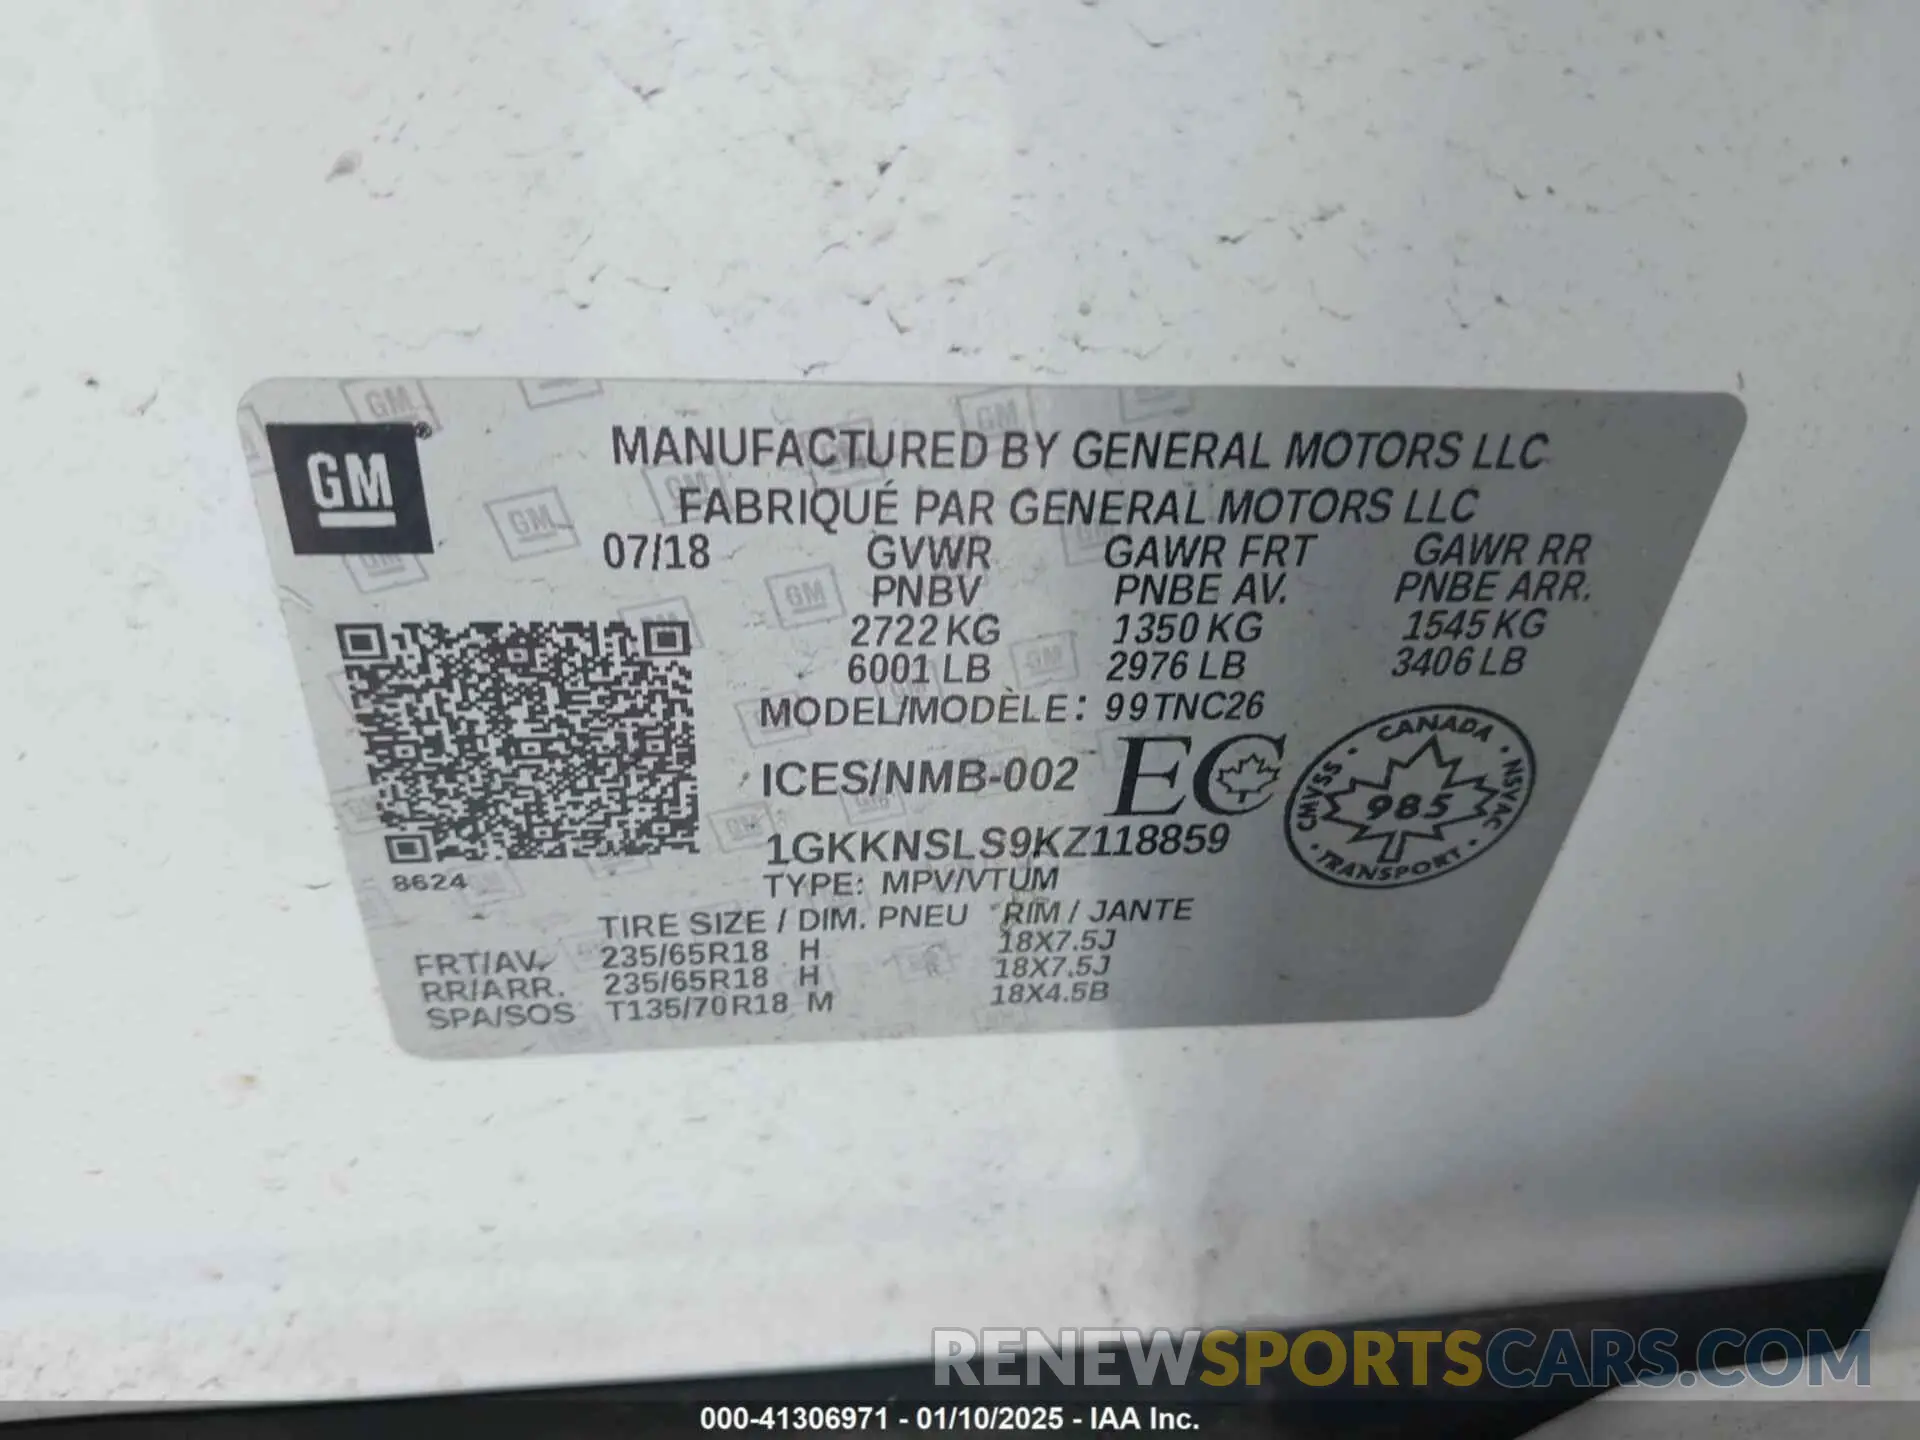 GM®
MANUFACTURED BY GENERAL MOTORS LLC
FABRIQUÉ PAR GENERAL MOTORS LLC
07/18 GVWR GAWR FRT GAWR RR
PNBV PNBE AV. PNBE ARR.
2722 KG 1350 KG 1545 KG
6001 LB 2976 LB 3406 LB
MODEL/MODÈLE: 99TNC26
ICES/NMB-002 EC
CANADA
CMVSS 985 NSVAC
TRANSPORT
1GKKNSLS9KZ118859
8624 TYPE: MPV/VTUM
TIRE SIZE / DIM. PNEU RIM / JANTE
FRT/AV. 235/65R18 H 18X7.5J
RR/ARR. 235/65R18 H 18X7.5J
SPA/SOS T135/70R18 M 18X4.5B
RENEWSPORTSCARS.COM
000-41306971 - 01/10/2025 - IAA Inc.